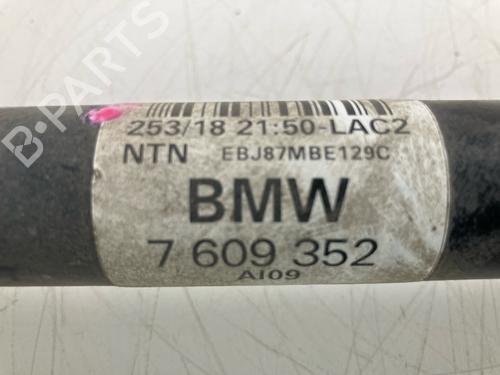 253/18 21:50-LAC2
NTN EBJ87MBE129C
BMW
7 609 352
AI09
B-PARTS